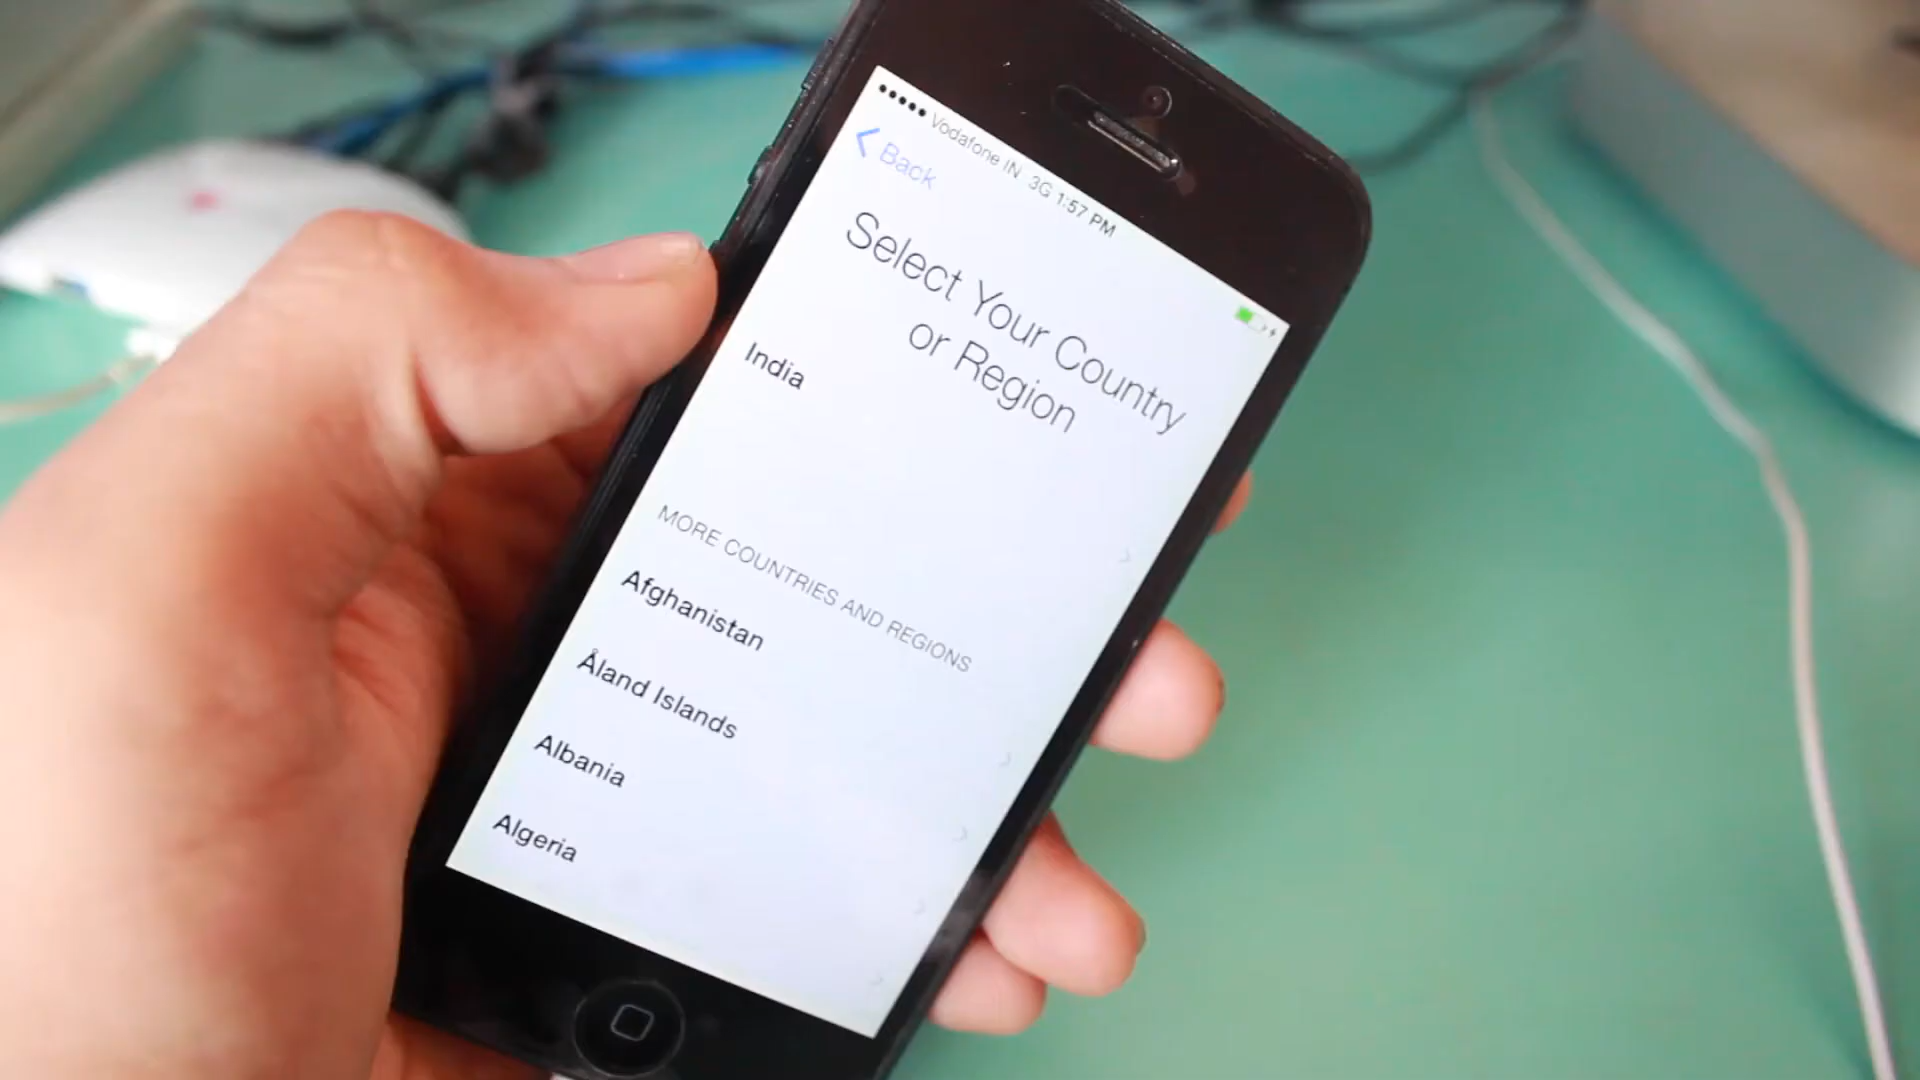 Vodafone IN 3G 1:57 PM
Back
Select Your Country
or Region
India
MORE COUNTRIES AND REGIONS
Afghanistan
Åland Islands
Albania
Algeria